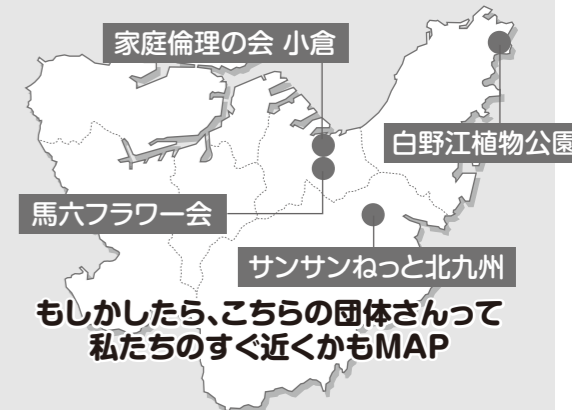 家庭倫理の会 小倉
白野江植物公園
馬六フラワー会
サンサンねっと北九州
もしかしたら、こちらの団体さんって
私たちのすぐ近くかもMAP